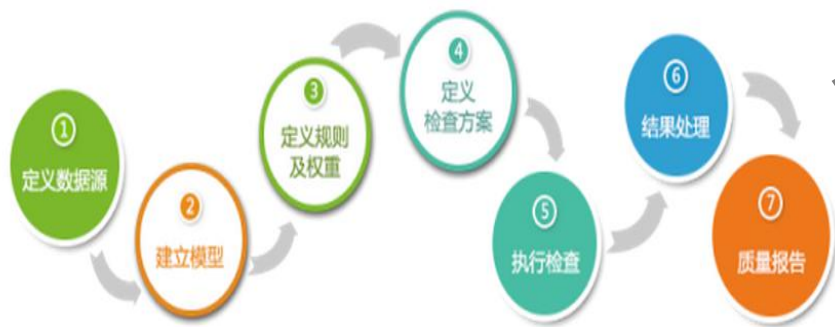 ①
定义数据源
②
建立模型
③
定义规则
及权重
④
定义
检查方案
⑤
执行检查
⑥
结果处理
⑦
质量报告